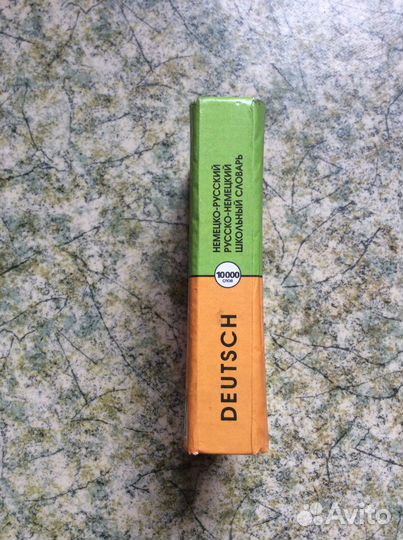 НЕМЕЦКО-РУССКИЙ
РУССКО-НЕМЕЦКИЙ
ШКОЛЬНЫЙ СЛОВАРЬ
10000
СЛОВ
DEUTSCH
Avito